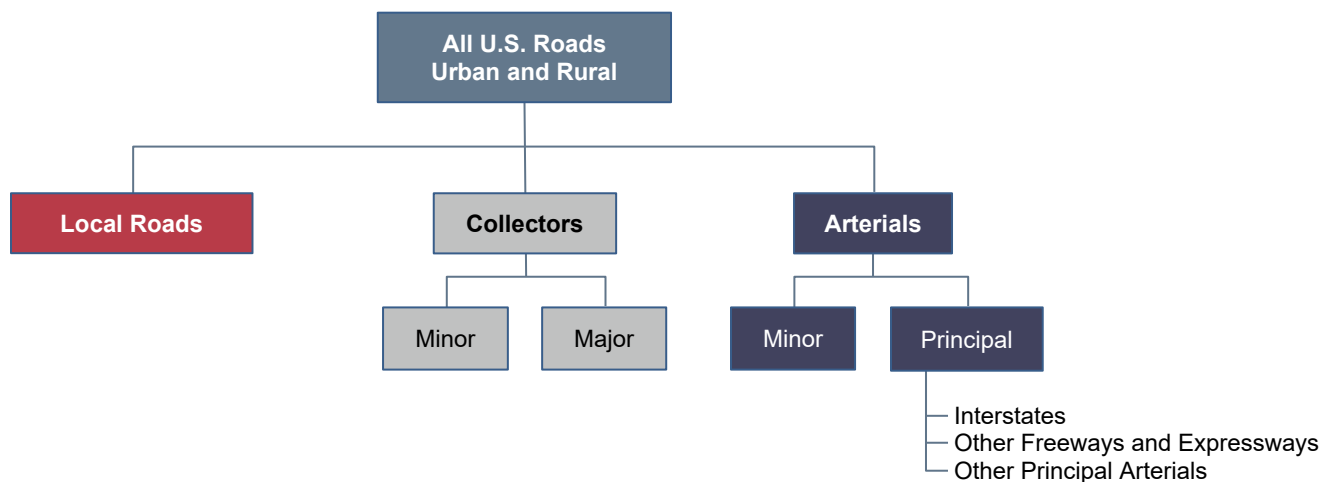 All U.S. Roads
Urban and Rural
Local Roads
Collectors
Arterials
Minor
Major
Minor
Principal
Interstates
Other Freeways and Expressways
Other Principal Arterials